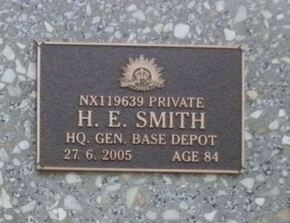 NX119639 PRIVATE
H. E. SMITH
HQ. GEN. BASE DEPOT
27. 6. 2005 AGE 84